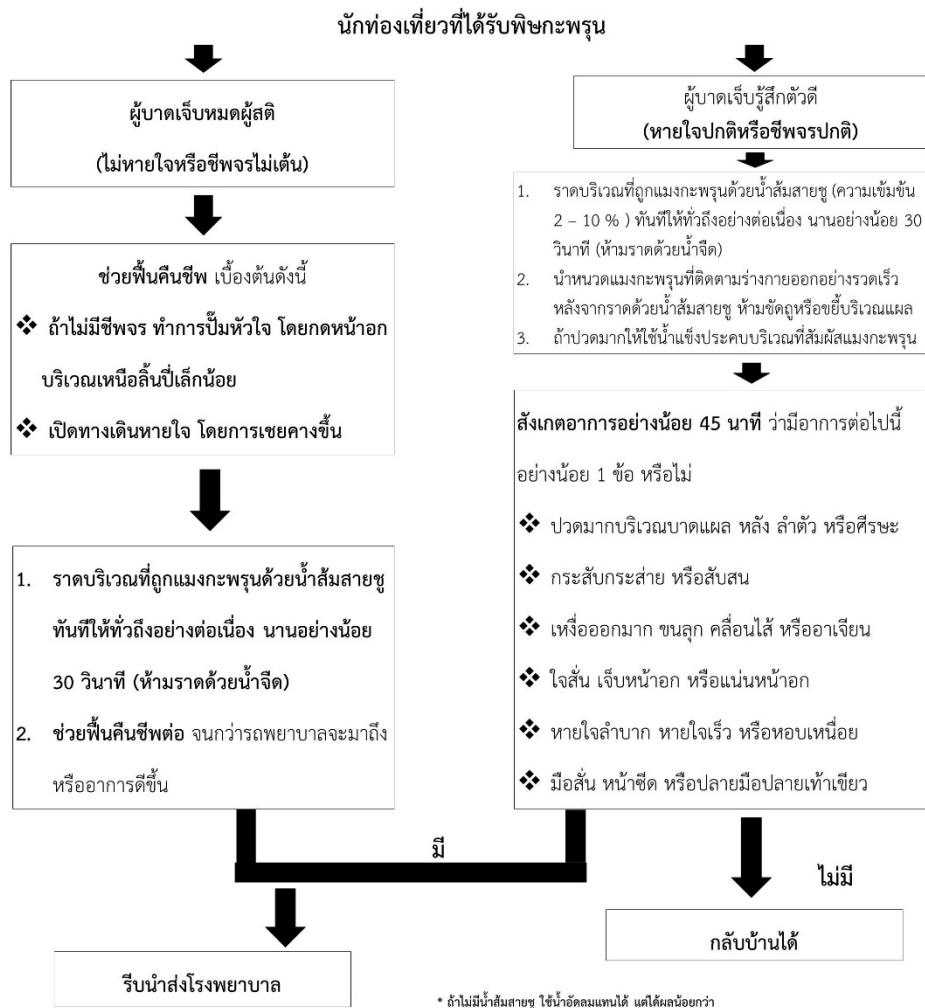 นักท่องเที่ยวที่ได้รับพิษกะพรุน
ผู้บาดเจ็บหมดผู้สติ
(ไม่หายใจหรือชีพจรไม่เต้น)
ช่วยฟื้นคืนชีพ เบื้องต้นดังนี้
❖ ถ้าไม่มีชีพจร ทำการปั๊มหัวใจ โดยกดหน้าอก
บริเวณเหนือลิ้นปี่เล็กน้อย
❖ เปิดทางเดินหายใจ โดยการเชยคางขึ้น
1. ราดบริเวณที่ถูกแมงกะพรุนด้วยน้ำส้มสายชู
ทันทีให้ทั่วถึงอย่างต่อเนื่อง นานอย่างน้อย
30 วินาที (ห้ามราดด้วยน้ำจืด)
2. ช่วยฟื้นคืนชีพต่อ จนกว่ารถพยาบาลจะมาถึง
หรืออาการดีขึ้น
ผู้บาดเจ็บรู้สึกตัวดี
(หายใจปกติหรือชีพจรปกติ)
1. ราดบริเวณที่ถูกแมงกะพรุนด้วยน้ำส้มสายชู (ความเข้มข้น
2 – 10 % ) ทันทีให้ทั่วถึงอย่างต่อเนื่อง นานอย่างน้อย 30
วินาที (ห้ามราดด้วยน้ำจืด)
2. นำหนวดแมงกะพรุนที่ติดตามร่างกายออกอย่างรวดเร็ว
หลังจากราดด้วยน้ำส้มสายชู ห้ามขัดถูหรือขยี้บริเวณแผล
3. ถ้าปวดมากให้ใช้น้ำแข็งประคบบริเวณที่สัมผัสแมงกะพรุน
สังเกตอาการอย่างน้อย 45 นาที ว่ามีอาการต่อไปนี้
อย่างน้อย 1 ข้อ หรือไม่
❖ ปวดมากบริเวณบาดแผล หลัง ลำตัว หรือศีรษะ
❖ กระสับกระส่าย หรือสับสน
❖ เหงื่อออกมาก ขนลุก คลื่นไส้ หรืออาเจียน
❖ ใจสั่น เจ็บหน้าอก หรือแน่นหน้าอก
❖ หายใจลำบาก หายใจเร็ว หรือหอบเหนื่อย
❖ มือสั่น หน้าซีด หรือปลายมือปลายเท้าเขียว
มี
ไม่มี
รีบนำส่งโรงพยาบาล
กลับบ้านได้
* ถ้าไม่มีน้ำส้มสายชู ใช้น้ำอัดลมแทนได้ แต่ได้ผลน้อยกว่า